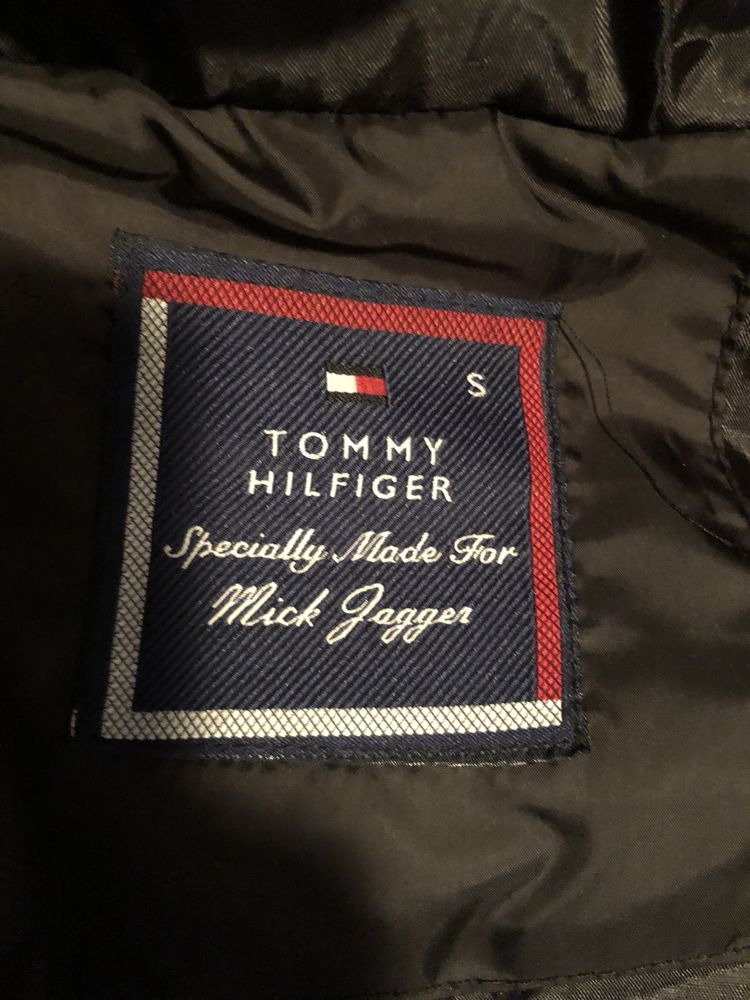 S
TOMMY
HILFIGER
Specially Made For
Mick Jagger